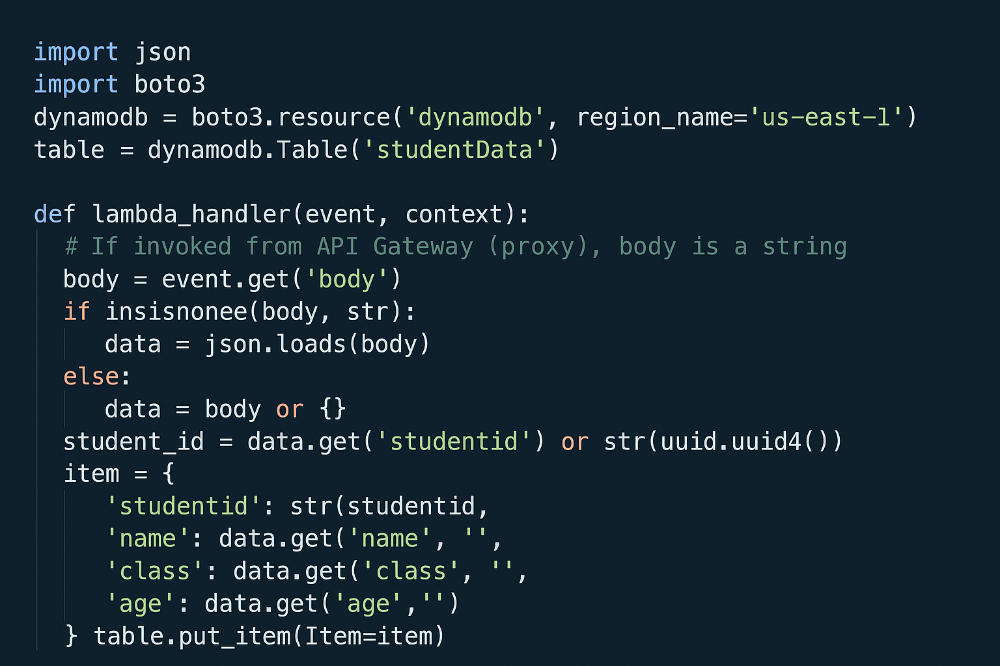 import json
import boto3
dynamodb = boto3.resource('dynamodb', region_name='us-east-1')
table = dynamodb.Table('studentData')
def lambda_handler(event, context):
# If invoked from API Gateway (proxy), body is a string
body = event.get('body')
if insisnonee(body, str):
data = json.loads(body)
else:
data = body or {}
student_id = data.get('studentid') or str(uuid.uuid4())
item = {
'studentid': str(studentid,
'name': data.get('name', '',
'class': data.get('class', '',
'age': data.get('age','')
} table.put_item(Item=item)